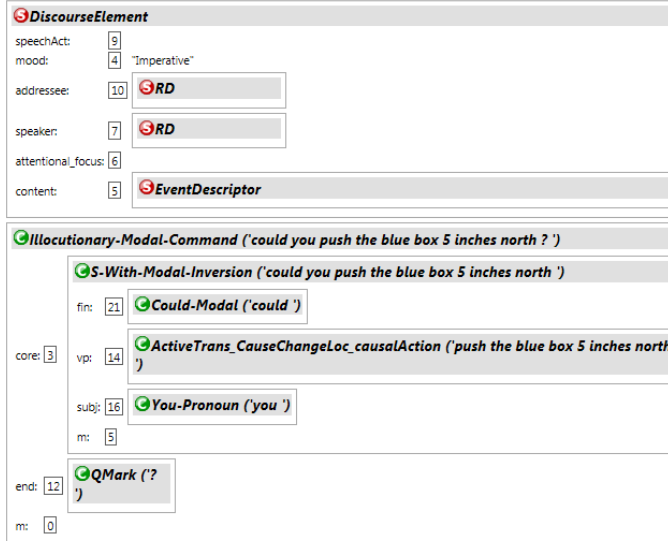 S DiscourseElement
speechAct: 9
mood: 4 "Imperative"
addressee: 10 S RD
speaker: 7 S RD
attentional_focus: 6
content: 5 S EventDescriptor
C Illocutionary-Modal-Command ('could you push the blue box 5 inches north ? ')
C S-With-Modal-Inversion ('could you push the blue box 5 inches north ')
fin: 21 C Could-Modal ('could ')
core: 3 vp: 14 C ActiveTrans_CauseChangeLoc_causalAction ('push the blue box 5 inches north
')
subj: 16 C You-Pronoun ('you ')
m: 5
end: 12 C QMark ('?
')
m: 0